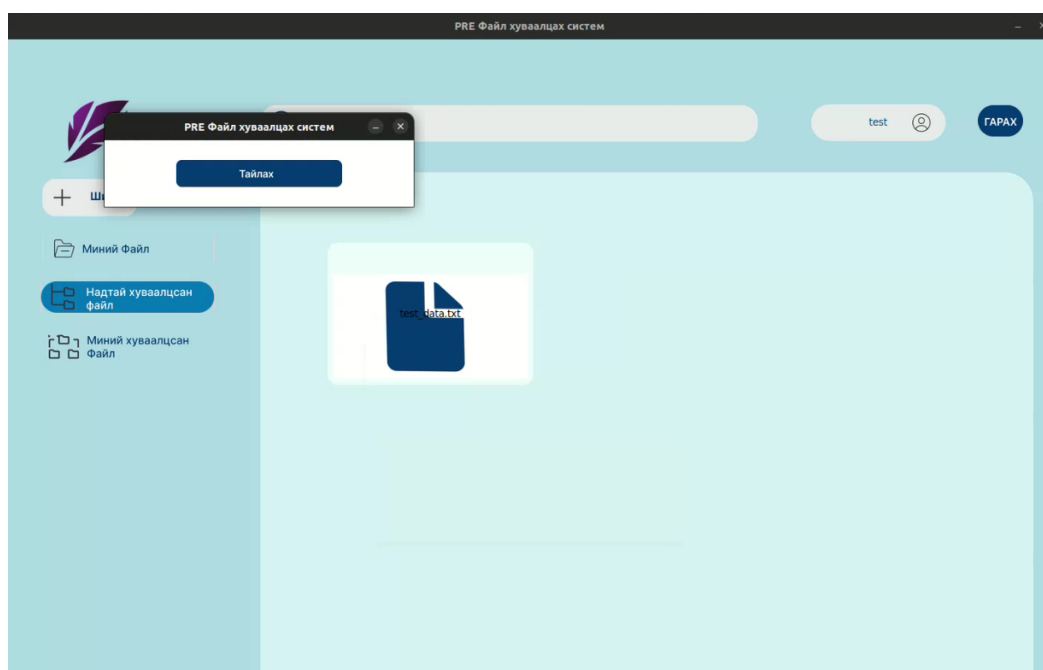 PRE Файл хуваалцах систем
PRE Файл хуваалцах систем
test
ГАРАХ
Тайлах
Миний Файл
Надтай хуваалцсан
файл
test_data.txt
Миний хуваалцсан
Файл